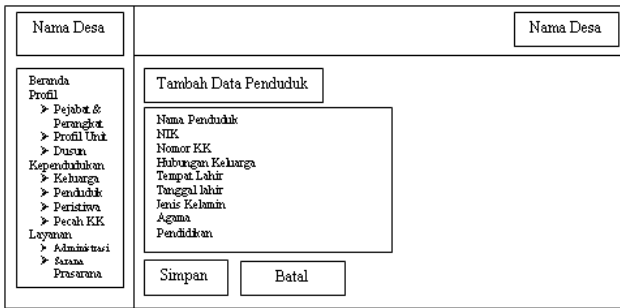 Nama Desa
Nama Desa
Beranda
Profil
➢ Pejabat &
Perangkat
➢ Profil Unit
➢ Dusun
Kependudukan
➢ Keluarga
➢ Penduduk
➢ Peristiwa
➢ Pecah KK
Layanan
➢ Administrasi
➢ Sarana
Prasarana
Tambah Data Penduduk
Nama Penduduk
NIK
Nomor KK
Hubungan Keluarga
Tempat Lahir
Tanggal lahir
Jenis Kelamin
Agama
Pendidikan
Simpan
Batal